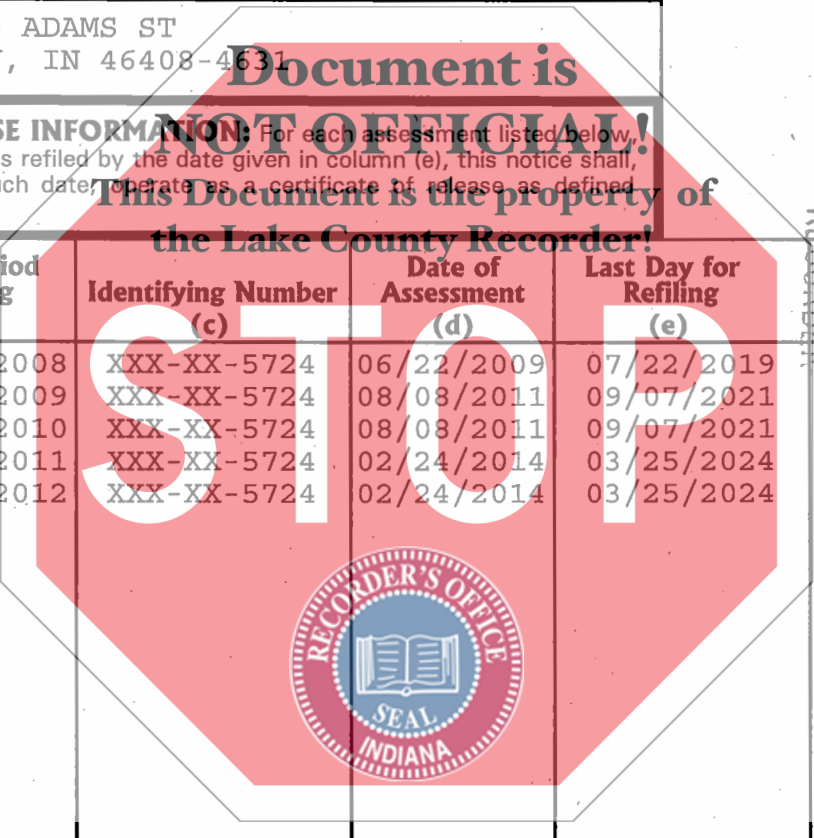 ADAMS ST
, IN 46408-4631
Document is
NOT OFFICIAL!
This Document is the property of
the Lake County Recorder!
SE INFORMATION: For each assessment listed below,
s refiled by the date given in column (e), this notice shall,
ch date, operate as a certificate of release as defined
iod
g
Identifying Number
(c)
Date of
Assessment
(d)
Last Day for
Refiling
(e)
2008 XXX-XX-5724 06/22/2009 07/22/2019
2009 XXX-XX-5724 08/08/2011 09/07/2021
2010 XXX-XX-5724 08/08/2011 09/07/2021
2011 XXX-XX-5724 02/24/2014 03/25/2024
2012 XXX-XX-5724 02/24/2014 03/25/2024
STOP
RECORDER'S OFFICE
SEAL
INDIANA